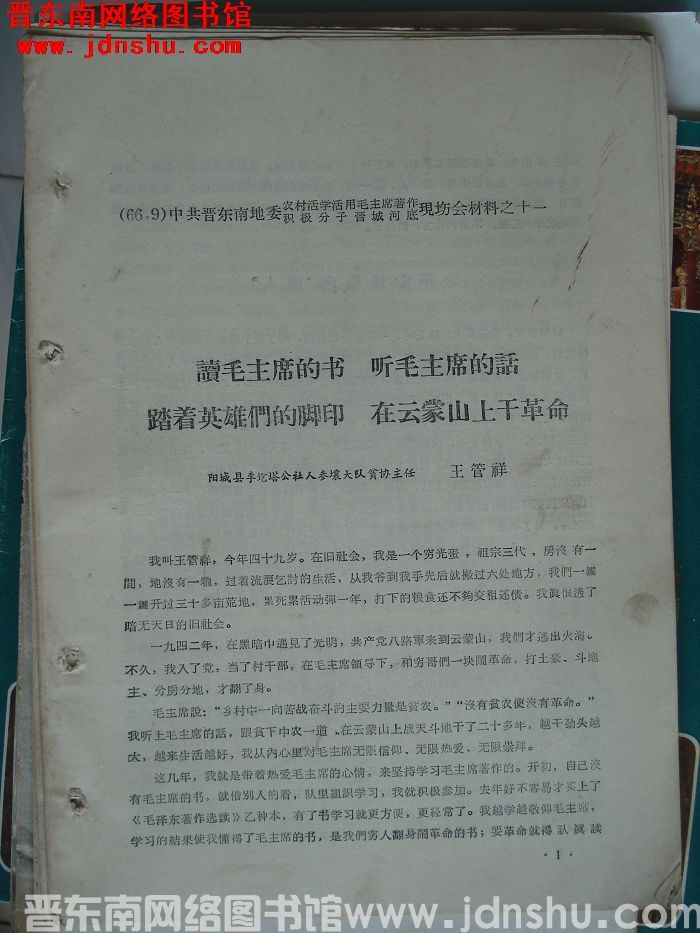 晋东南网络图书馆
www.jdnshu.com
(66.9)中共晋东南地委农村活学活用毛主席著作积极分子晋城河底現坊会材料之十一
讀毛主席的书 听毛主席的話
踏着英雄們的脚印 在云蒙山上干革命
阳城县李圪塔公社人参壤大队貧协主任 王管祥
我叫王管祥，今年四十九岁。在旧社会，我是一个穷光蛋，祖宗三代，房沒有一
間，地沒有一壠，过着流浪乞討的生活，从我爷到我手先后就搬过六处地方，我們一鑺
一鑺开过三十多亩荒地，累死累活动弹一年，打下的粮食还不够交租还债。我眞恨透了
暗无天日的旧社会。
一九四二年，在黑暗中遇見了光明，共产党八路軍来到云蒙山，我們才逃出火海。
不久，我入了党，当了村干部，在毛主席領导下，和穷哥們一块鬧革命，打土豪、斗地
主、分房分地，才翻了身。
毛主席說：“乡村中一向苦战奋斗的主要力量是貧农。”“沒有貧农便沒有革命。”
我听上毛主席的話，跟貧下中农一道，在云蒙山上战天斗地干了二十多年，越干劲头越
大，越来生活越好，我从內心里对毛主席无限信仰、无限热爱、无限崇拜。
这几年，我就是带着热爱毛主席的心情，来坚持学习毛主席著作的。开初，自己沒
有毛主席的书，就借別人的看，队里組织学习，我就积极参加。去年好不容易才买上了
《毛泽东著作选读》乙种本，有了书学习就更方便，更經常了。我越学越敬仰毛主席，
学习的結果使我懂得了毛主席的书，是我們穷人翻身鬧革命的书；要革命就得认眞読
·1·
晋东南网络图书馆 www.jdnshu.com